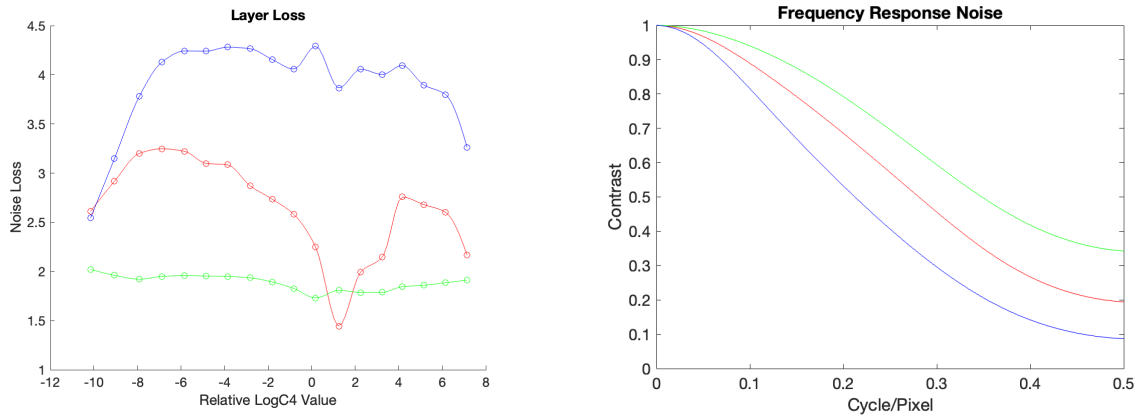 Layer Loss
4.5
4
3.5
3
2.5
2
1.5
1
Noise Loss
-12 -10 -8 -6 -4 -2 0 2 4 6 8
Relative LogC4 Value
Frequency Response Noise
1
0.9
0.8
0.7
0.6
0.5
0.4
0.3
0.2
0.1
0
Contrast
0 0.1 0.2 0.3 0.4 0.5
Cycle/Pixel